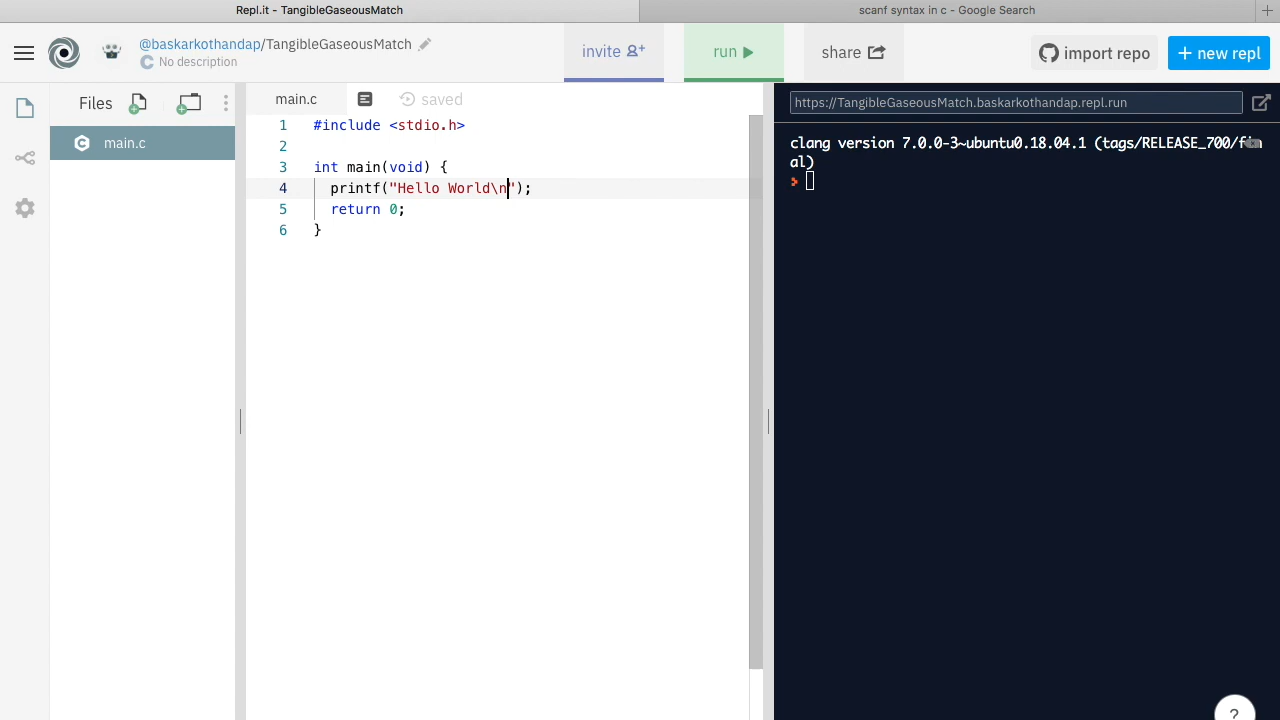 Repl.it - TangibleGaseousMatch
scanf syntax in c - Google Search
@baskarkothandap/TangibleGaseousMatch
No description
invite
run
share
import repo
+ new repl
Files
main.c
main.c
saved
1 #include <stdio.h>
2
3 int main(void) {
4 printf("Hello World\n");
5 return 0;
6 }
https://TangibleGaseousMatch.baskarkothandap.repl.run
clang version 7.0.0-3~ubuntu0.18.04.1 (tags/RELEASE_700/fin
al)
?